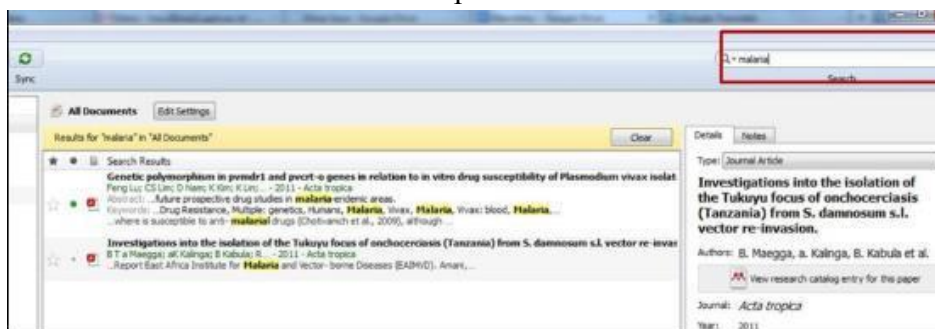 malaria
Sync
Search
All Documents Edit Settings
Results for "malaria" in "All Documents"
Clear
Details Notes
Search Results
Type: Journal Article
Genetic polymorphism in pvmdr1 and pvcrt-o genes in relation to in vitro drug susceptibility of Plasmodium vivax isolat
Feng Lu; CS Lim; D Nam; K Kim; K Lin;... - 2011 - Acta tropica
Abstract: ...future prospective drug studies in malaria-endemic areas.
Keywords: ...Drug Resistance, Multiple: genetics, Humans, Malaria, Vivax, Malaria, Vivax: blood, Malaria,...
...where is susceptible to anti- malarial drugs (Chotivanich et al., 2009), although ...
Investigations into the isolation of the Tukuyu focus of onchocerciasis (Tanzania) from S. damnosum s.l. vector re-invas
B T a Maegga; aK Kalinga; B Kabula; R... - 2011 - Acta tropica
...Report East Africa Institute for Malaria and Vector- borne Diseases (EAIMVD). Amani,...
Investigations into the isolation of
the Tukuyu focus of onchocerciasis
(Tanzania) from S. damnosum s.l.
vector re-invasion.
Authors: B. Maegga, a. Kalinga, B. Kabula et al.
View research catalog entry for this paper
Journal: Acta tropica
Year: 2011